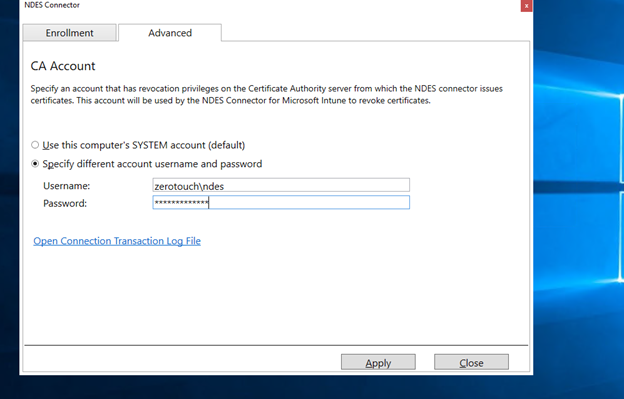 NDES Connector
x
Enrollment
Advanced
CA Account
Specify an account that has revocation privileges on the Certificate Authority server from which the NDES connector issues
certificates. This account will be used by the NDES Connector for Microsoft Intune to revoke certificates.
Use this computer's SYSTEM account (default)
Specify different account username and password
Username: zerotouch\ndes
Password: *************
Open Connection Transaction Log File
Apply
Close